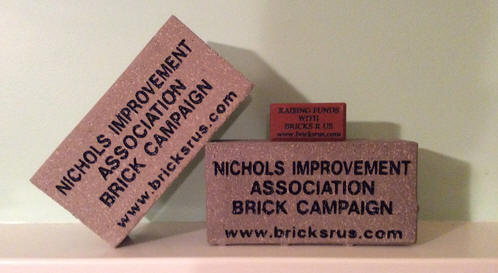 NICHOLS IMPROVEMENT
ASSOCIATION
BRICK CAMPAIGN
www.bricksrus.com
RAISING FUNDS
WITH
BRICKS R US
www.bricksrus.com
NICHOLS IMPROVEMENT
ASSOCIATION
BRICK CAMPAIGN
www.bricksrus.com